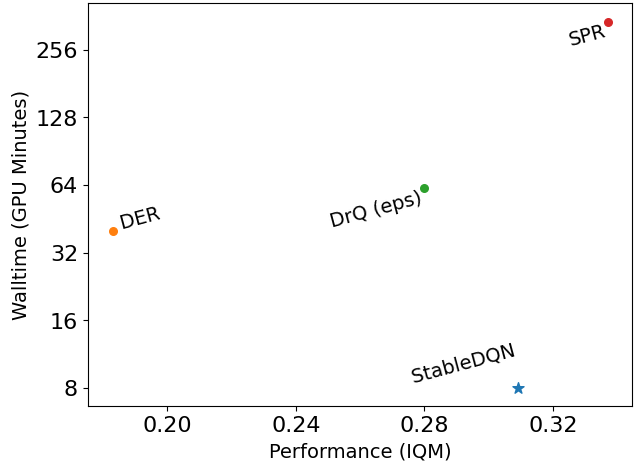 256
128
64
32
16
8
Walltime (GPU Minutes)
SPR
DER
DrQ (eps)
StableDQN
0.20
0.24
0.28
0.32
Performance (IQM)